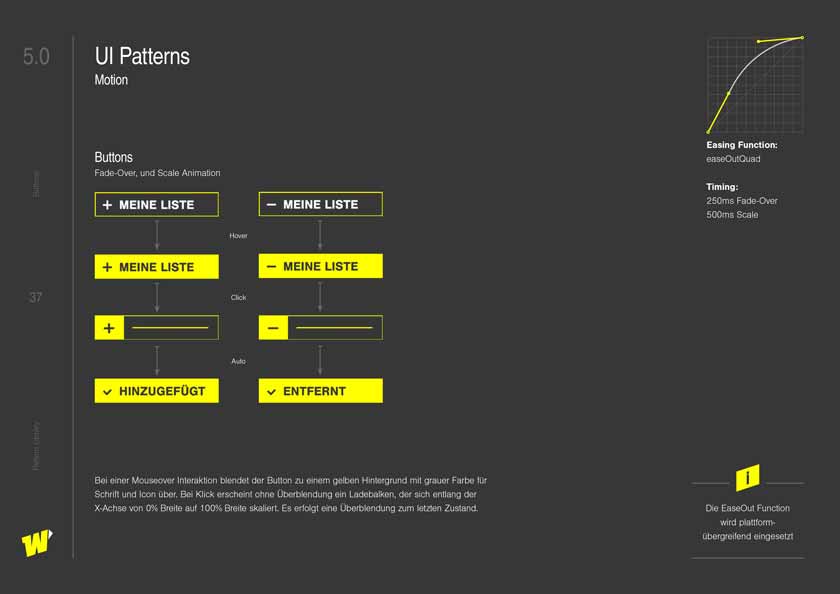 5.0
UI Patterns
Motion
Buttons
Fade-Over, und Scale Animation
+ MEINE LISTE
− MEINE LISTE
Hover
+ MEINE LISTE
− MEINE LISTE
Click
+
−
Auto
HINZUGEFÜGT
ENTFERNT
Bei einer Mouseover Interaktion blendet der Button zu einem gelben Hintergrund mit grauer Farbe für
Schrift und Icon über. Bei Klick erscheint ohne Überblendung ein Ladebalken, der sich entlang der
X-Achse von 0% Breite auf 100% Breite skaliert. Es erfolgt eine Überblendung zum letzten Zustand.
Easing Function:
easeOutQuad
Timing:
250ms Fade-Over
500ms Scale
i
Die EaseOut Function
wird plattform-
übergreifend eingesetzt
Buttons
37
Pattern Library
W